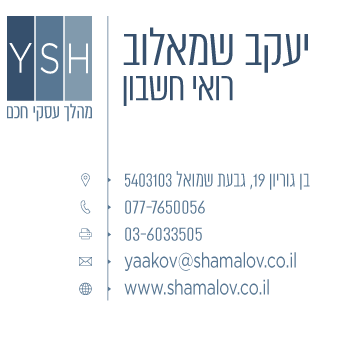 YSH
מהלך עסקי חכם
יעקב שמאלוב
רואי חשבון
בן גוריון 19, גבעת שמואל 5403103
077-7650056
03-6033505
yaakov@shamalov.co.il
www.shamalov.co.il